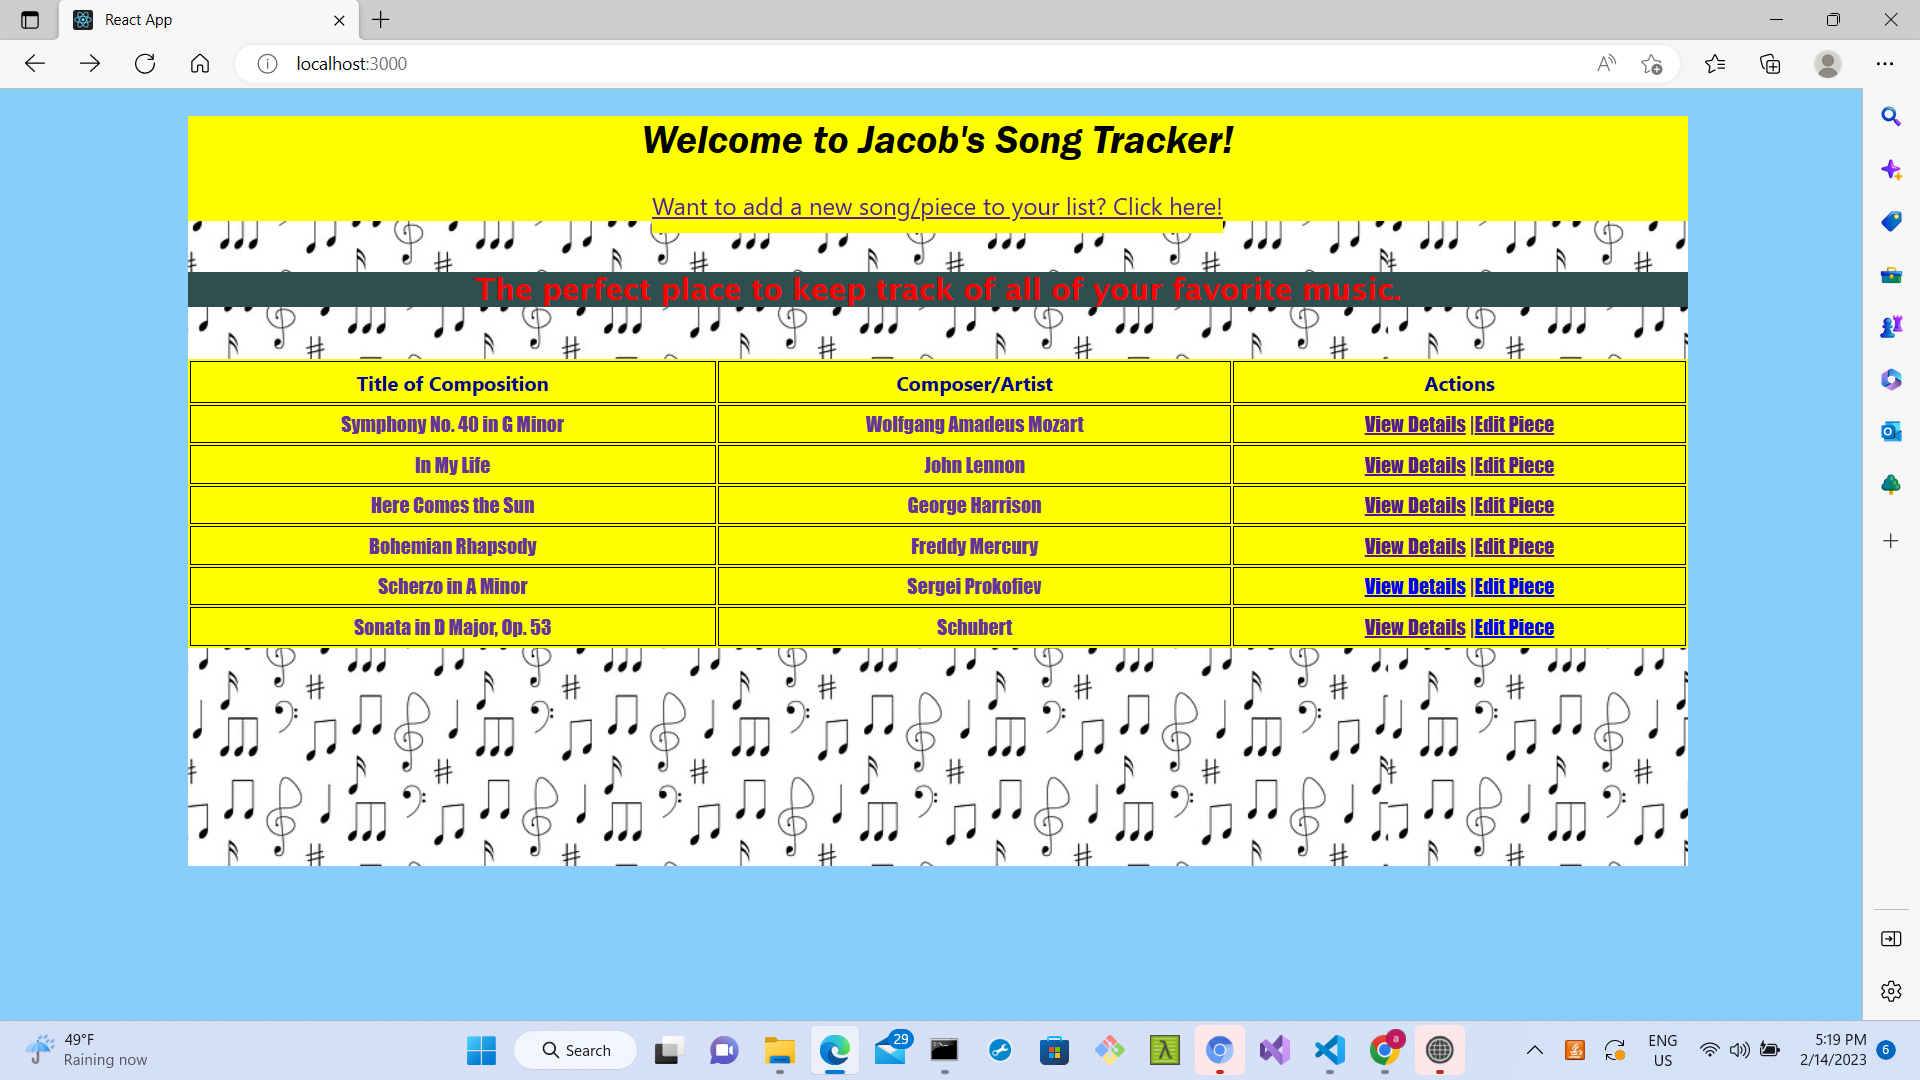 React App
localhost:3000
Welcome to Jacob's Song Tracker!
Want to add a new song/piece to your list? Click here!
The perfect place to keep track of all of your favorite music.
Title of Composition Composer/Artist Actions
Symphony No. 40 in G Minor Wolfgang Amadeus Mozart View Details |Edit Piece
In My Life John Lennon View Details |Edit Piece
Here Comes the Sun George Harrison View Details |Edit Piece
Bohemian Rhapsody Freddy Mercury View Details |Edit Piece
Scherzo in A Minor Sergei Prokofiev View Details |Edit Piece
Sonata in D Major, Op. 53 Schubert View Details |Edit Piece
49°F
Raining now
Search
29
a
ENG
US
5:19 PM
2/14/2023
6